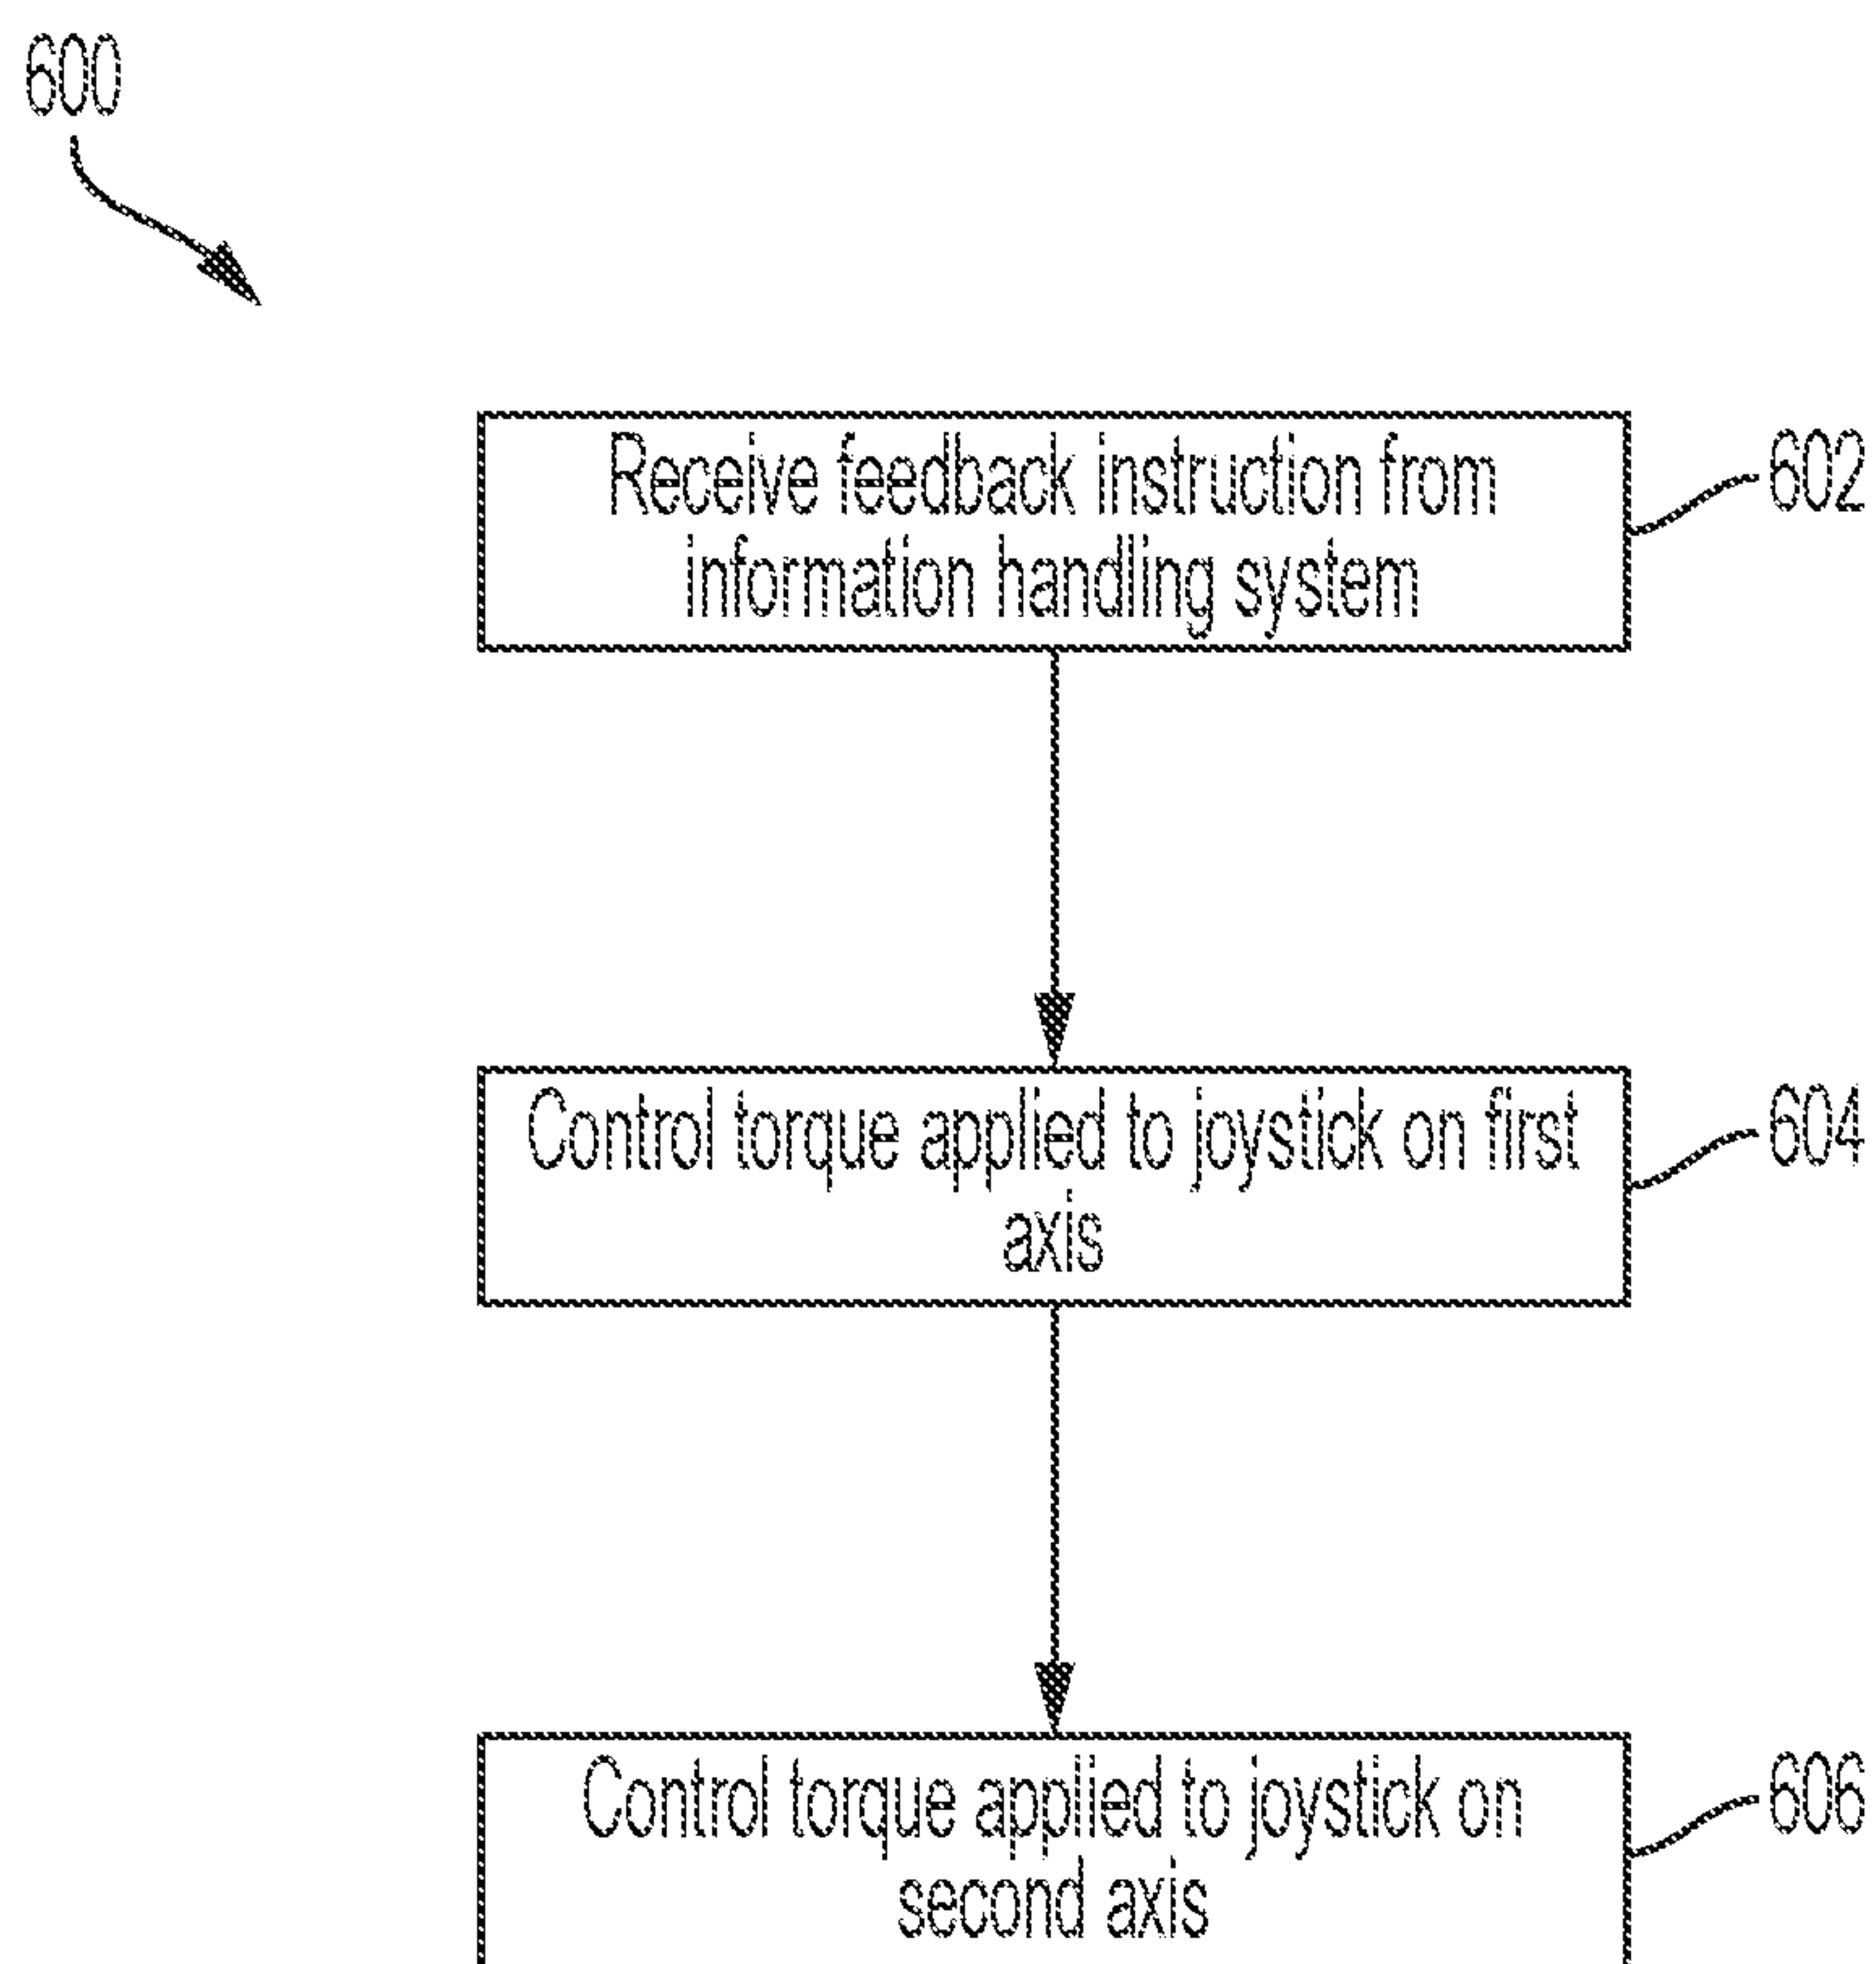 600
Receive feedback instruction from
information handling system
602
Control torque applied to joystick on first
axis
604
Control torque applied to joystick on
second axis
606